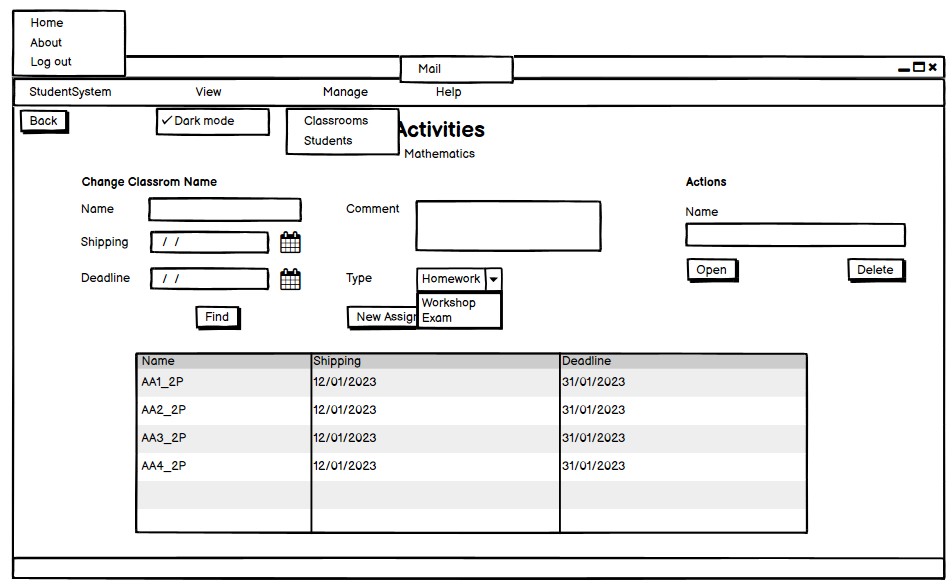 Home
About
Log out
Mail
StudentSystem View Manage Help
Back
Dark mode
Classrooms
Students
Activities
Mathematics
Change Classrom Name
Actions
Name
Comment
Name
Shipping / /
Deadline / /
Type Homework
Open Delete
Workshop
Exam
Find
New Assign
Name Shipping Deadline
AA1_2P 12/01/2023 31/01/2023
AA2_2P 12/01/2023 31/01/2023
AA3_2P 12/01/2023 31/01/2023
AA4_2P 12/01/2023 31/01/2023